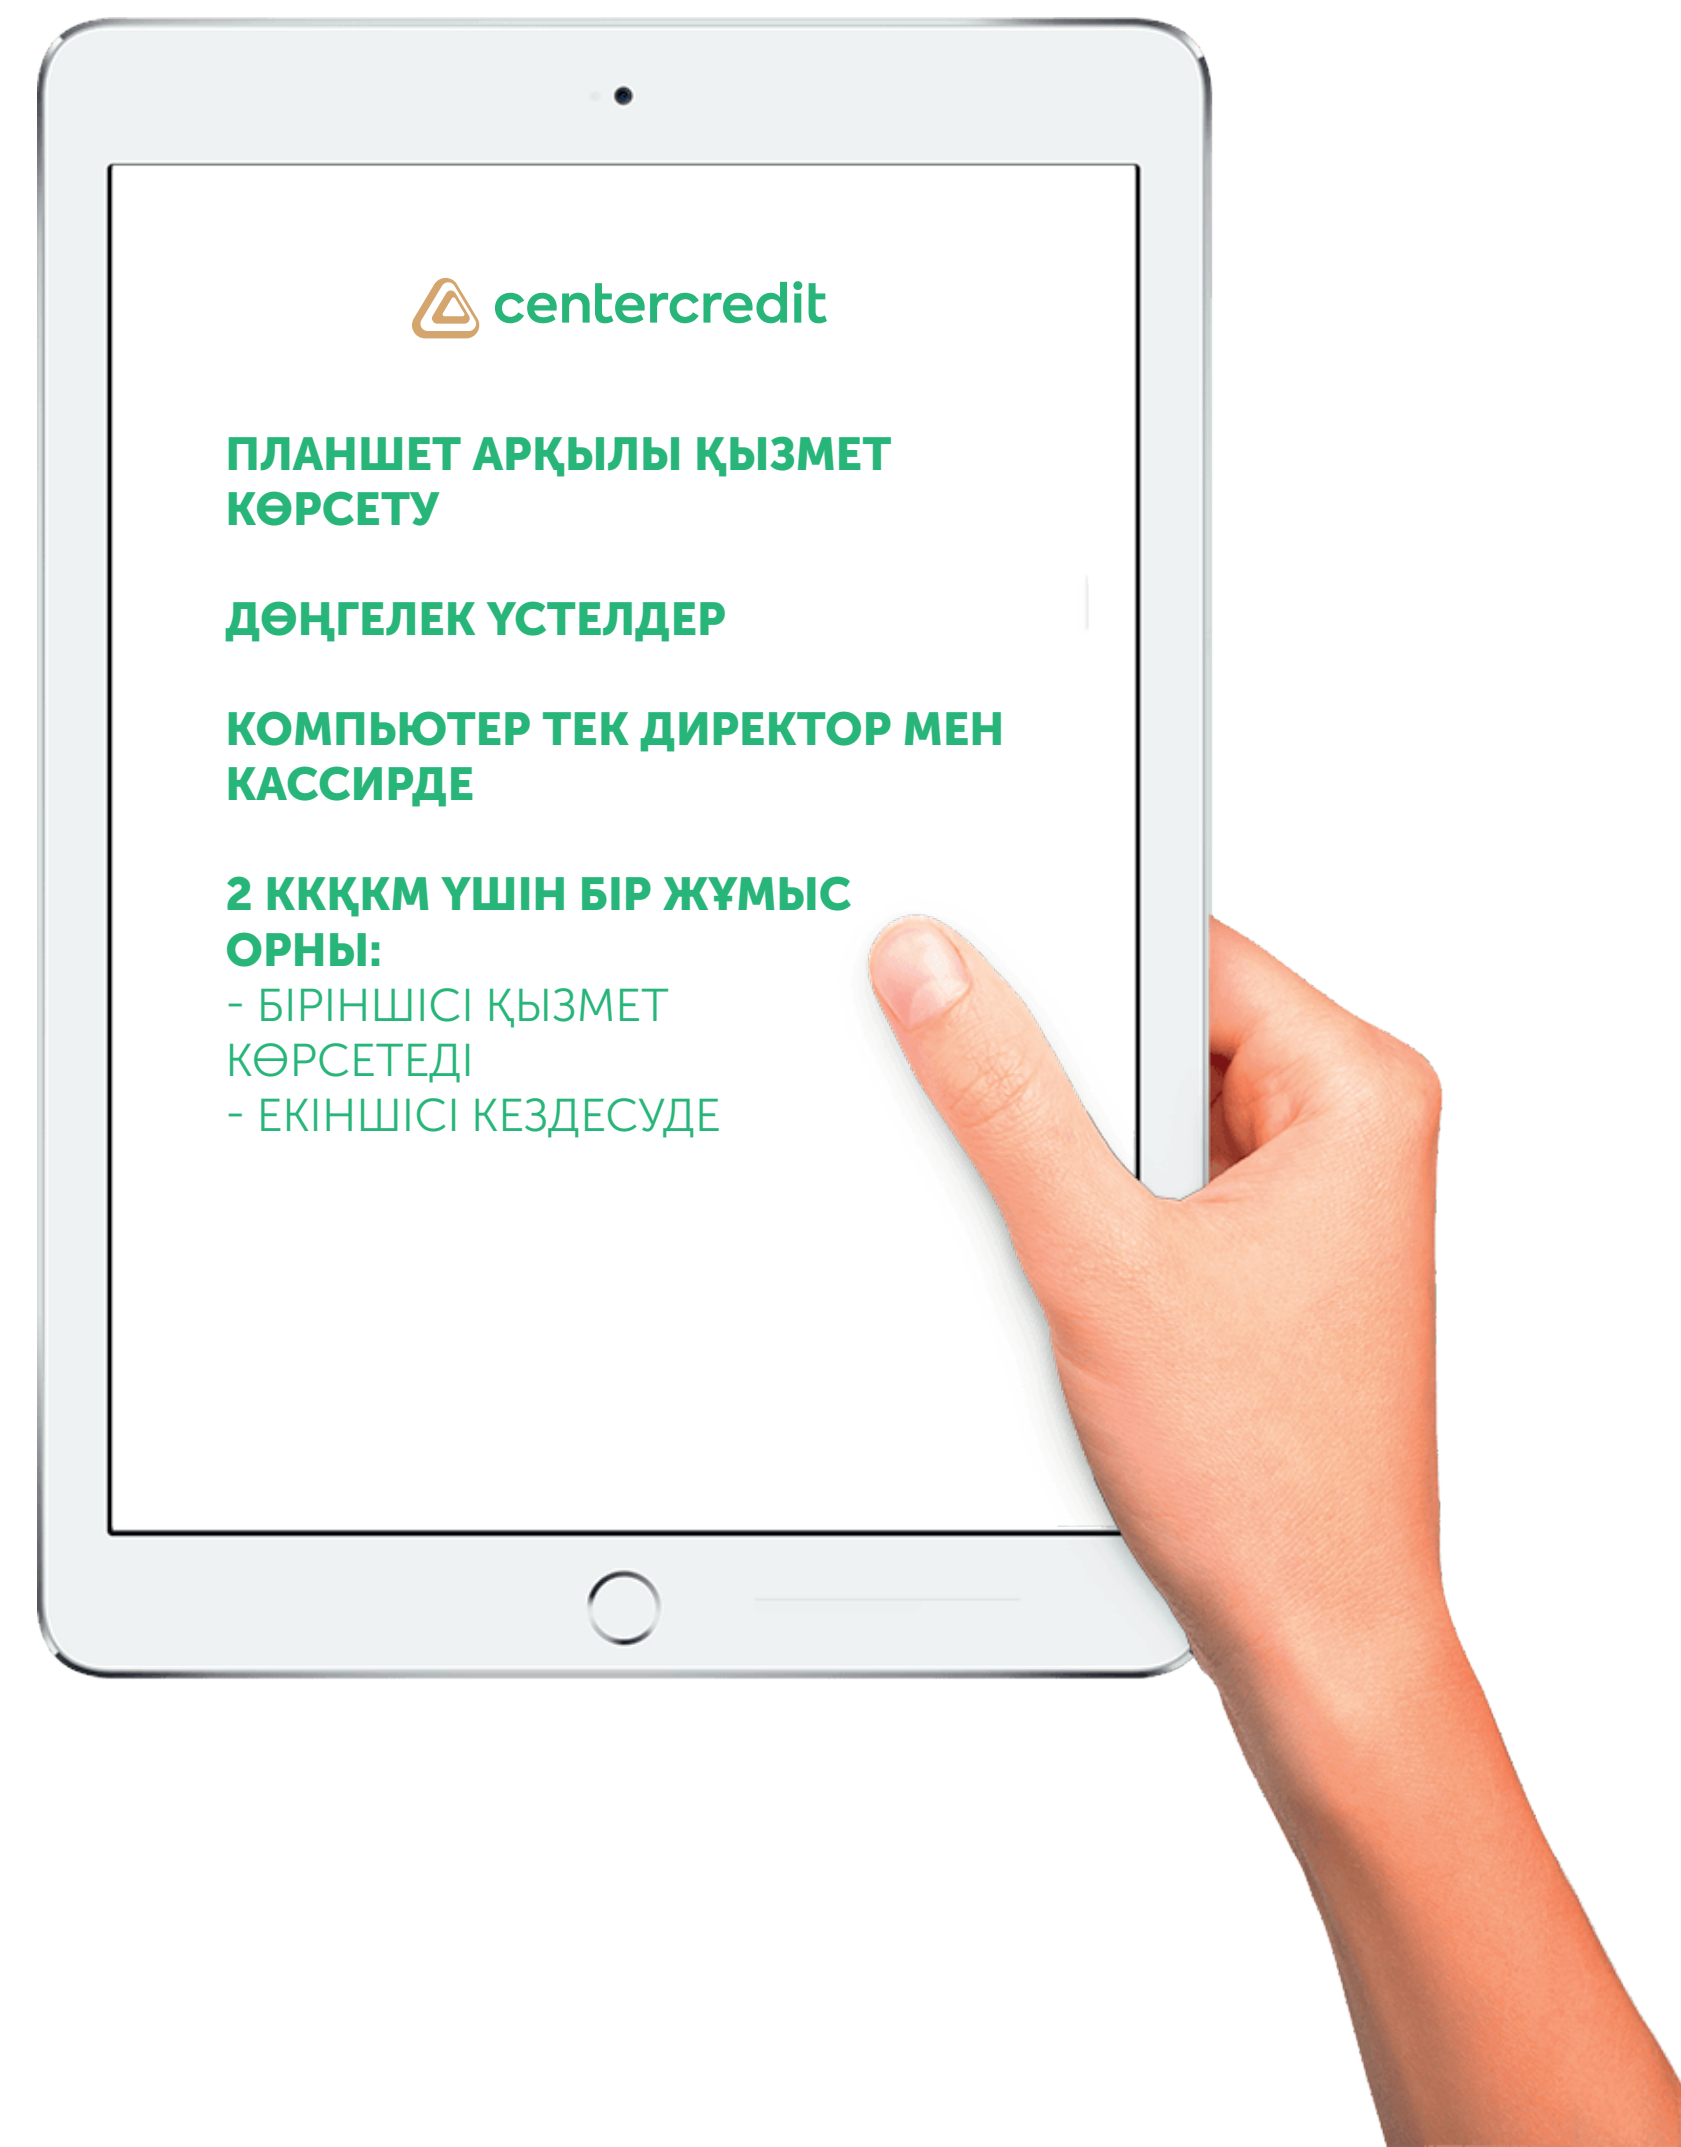 centercredit
ПЛАНШЕТ АРҚЫЛЫ ҚЫЗМЕТ
КӨРСЕТУ
ДӨҢГЕЛЕК ҮСТЕЛДЕР
КОМПЬЮТЕР ТЕК ДИРЕКТОР МЕН
КАССИРДЕ
2 ККҚКМ ҮШІН БІР ЖҰМЫС
ОРНЫ:
- БІРІНШІСІ ҚЫЗМЕТ
КӨРСЕТЕДІ
- ЕКІНШІСІ КЕЗДЕСУДЕ